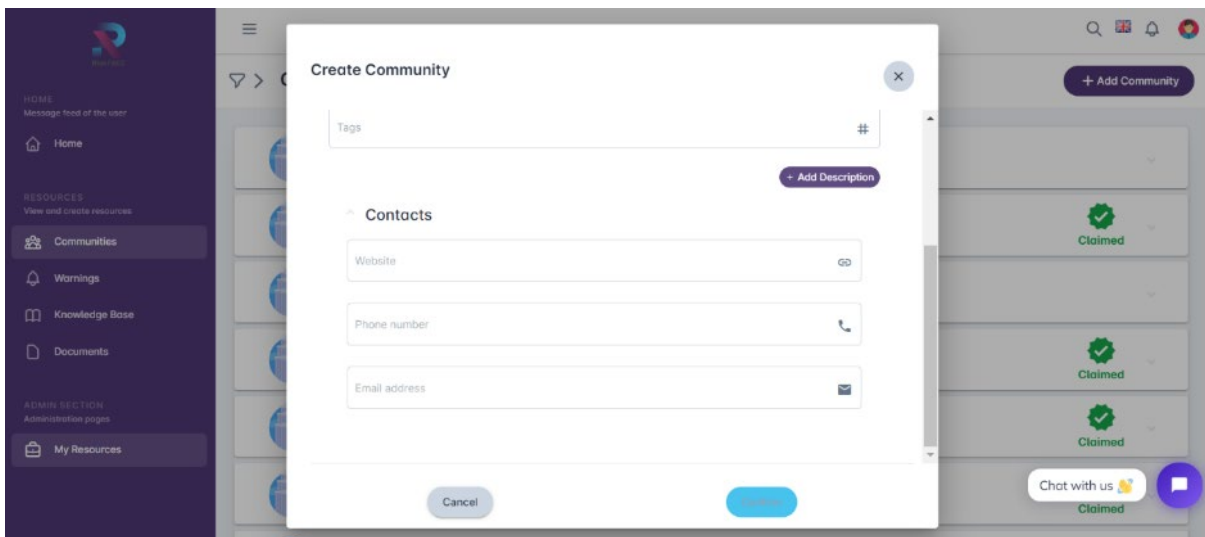 HOME
Message feed of the user
Home
RESOURCES
View and create resources
Communities
Warnings
Knowledge Base
Documents
ADMIN SECTION
Administration pages
My Resources
+ Add Community
Create Community
Tags
+ Add Description
Contacts
Website
Phone number
Email address
Cancel
Claimed
Claimed
Claimed
Chat with us 👋
Claimed